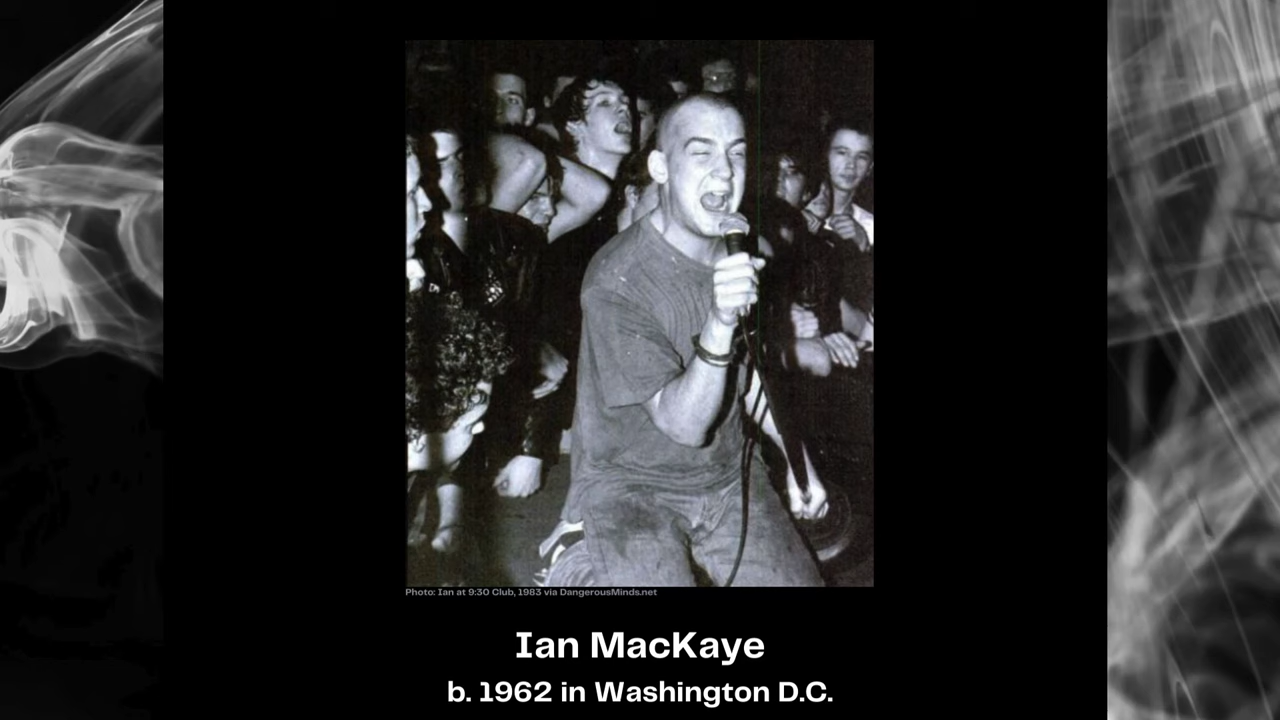 Photo: Ian at 9:30 Club, 1983 via DangerousMinds.net
Ian MacKaye
b. 1962 in Washington D.C.